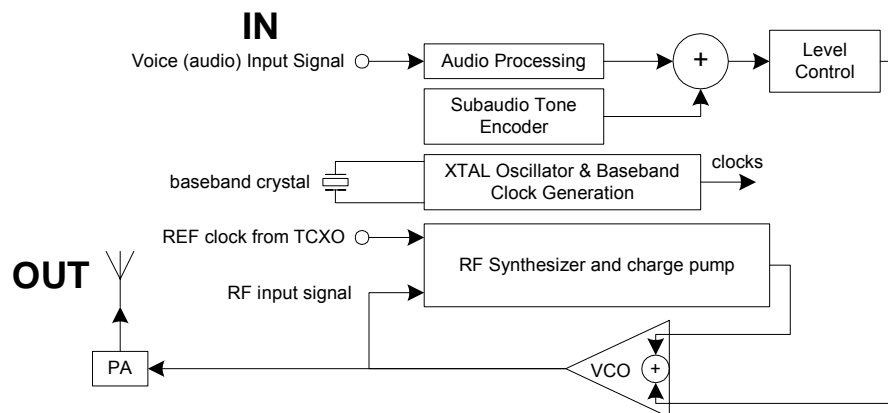 IN
Voice (audio) Input Signal
Audio Processing
+
Level
Control
Subaudio Tone
Encoder
baseband crystal
XTAL Oscillator & Baseband
Clock Generation
clocks
REF clock from TCXO
RF Synthesizer and charge pump
OUT
RF input signal
PA
VCO
+